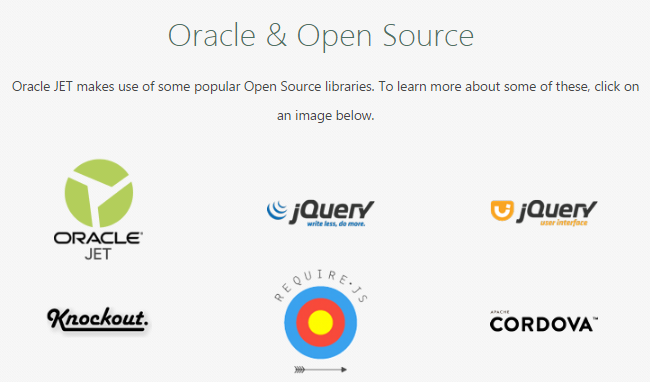 Oracle & Open Source
Oracle JET makes use of some popular Open Source libraries. To learn more about some of these, click on
an image below.
ORACLE®
JET
jQuery
write less, do more.
jQuery
user interface
Knockout.
REQUIRE·JS
APACHE
CORDOVA™